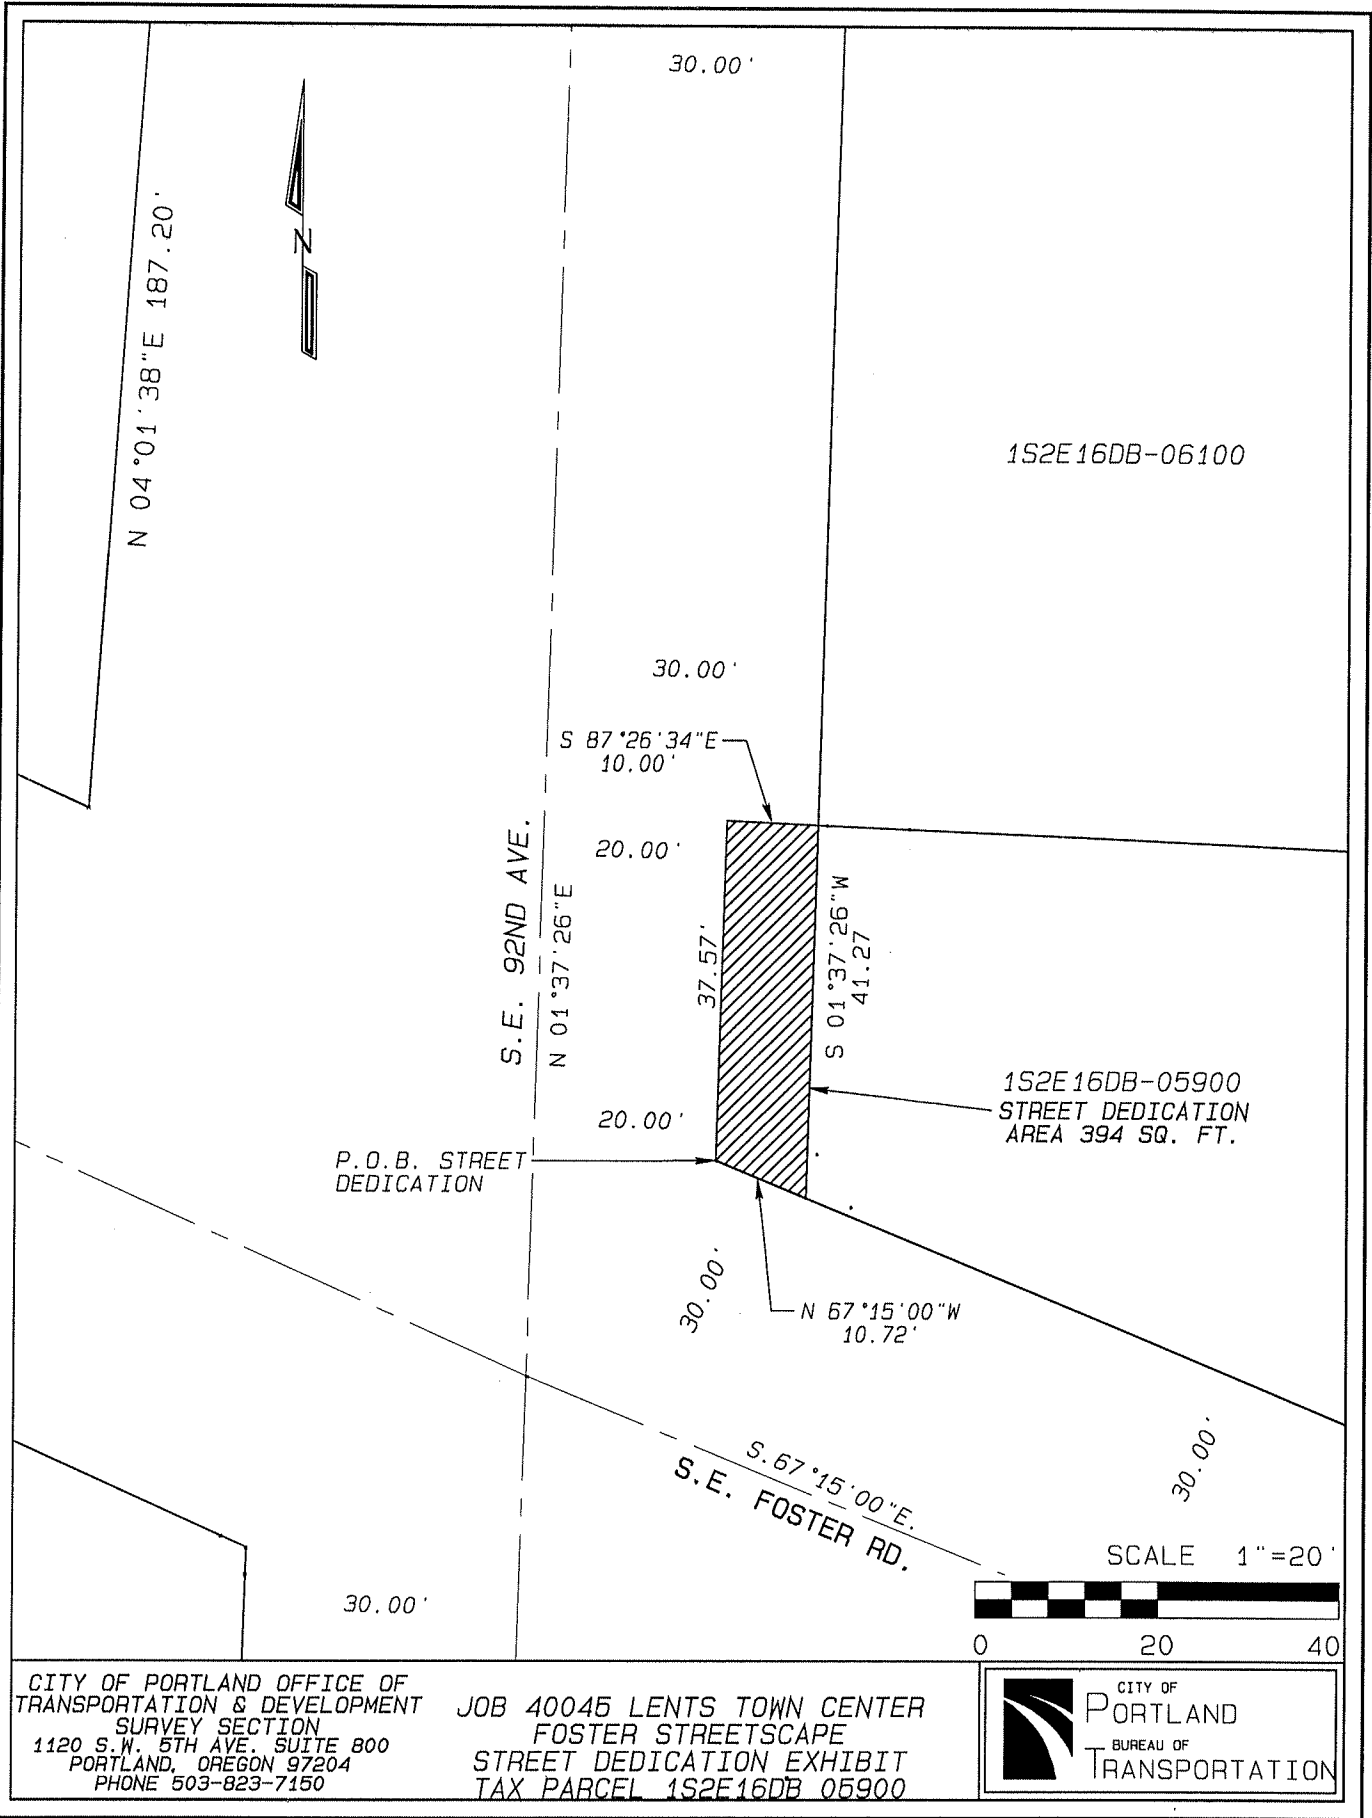 30.00'
N 04°01'38"E 187.20'
N
1S2E16DB-06100
30.00'
S 87°26'34"E
10.00'
20.00'
S.E. 92ND AVE.
N 01°37'26"E
37.57'
S 01°37'26"W
41.27
1S2E16DB-05900
STREET DEDICATION
AREA 394 SQ. FT.
20.00'
P.O.B. STREET
DEDICATION
30.00'
N 67°15'00"W
10.72'
S.67°15'00"E.
S.E. FOSTER RD.
30.00'
SCALE 1"=20'
0 20 40
30.00'
CITY OF PORTLAND OFFICE OF
TRANSPORTATION & DEVELOPMENT
SURVEY SECTION
1120 S.W. 5TH AVE. SUITE 800
PORTLAND, OREGON 97204
PHONE 503-823-7150
JOB 40045 LENTS TOWN CENTER
FOSTER STREETSCAPE
STREET DEDICATION EXHIBIT
TAX PARCEL 1S2E16DB 05900
CITY OF
PORTLAND
BUREAU OF
TRANSPORTATION